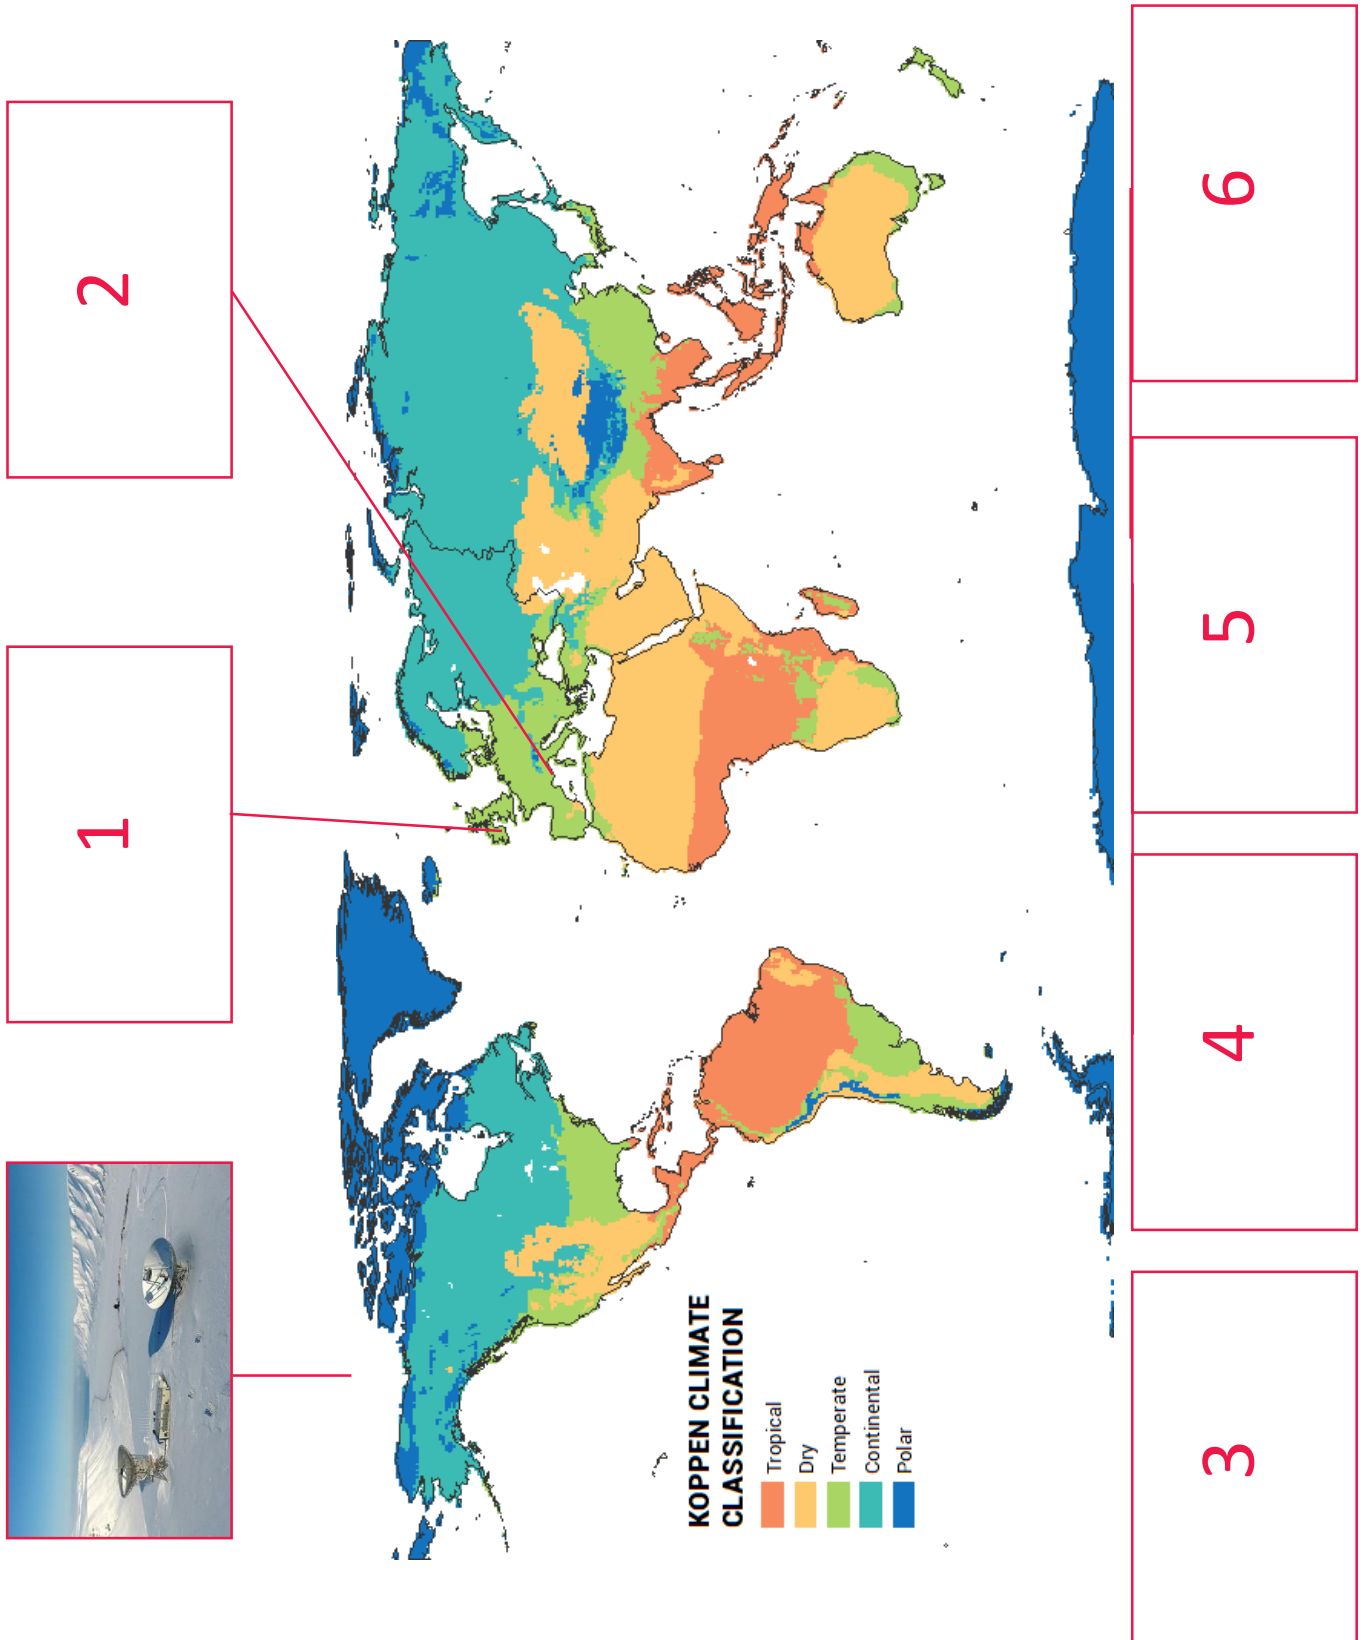 1
2
KOPPEN CLIMATE
CLASSIFICATION
Tropical
Dry
Temperate
Continental
Polar
3
4
5
6